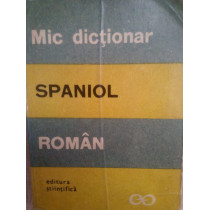 Mic dicționar
SPANIOL
ROMÂN
editura
științifică